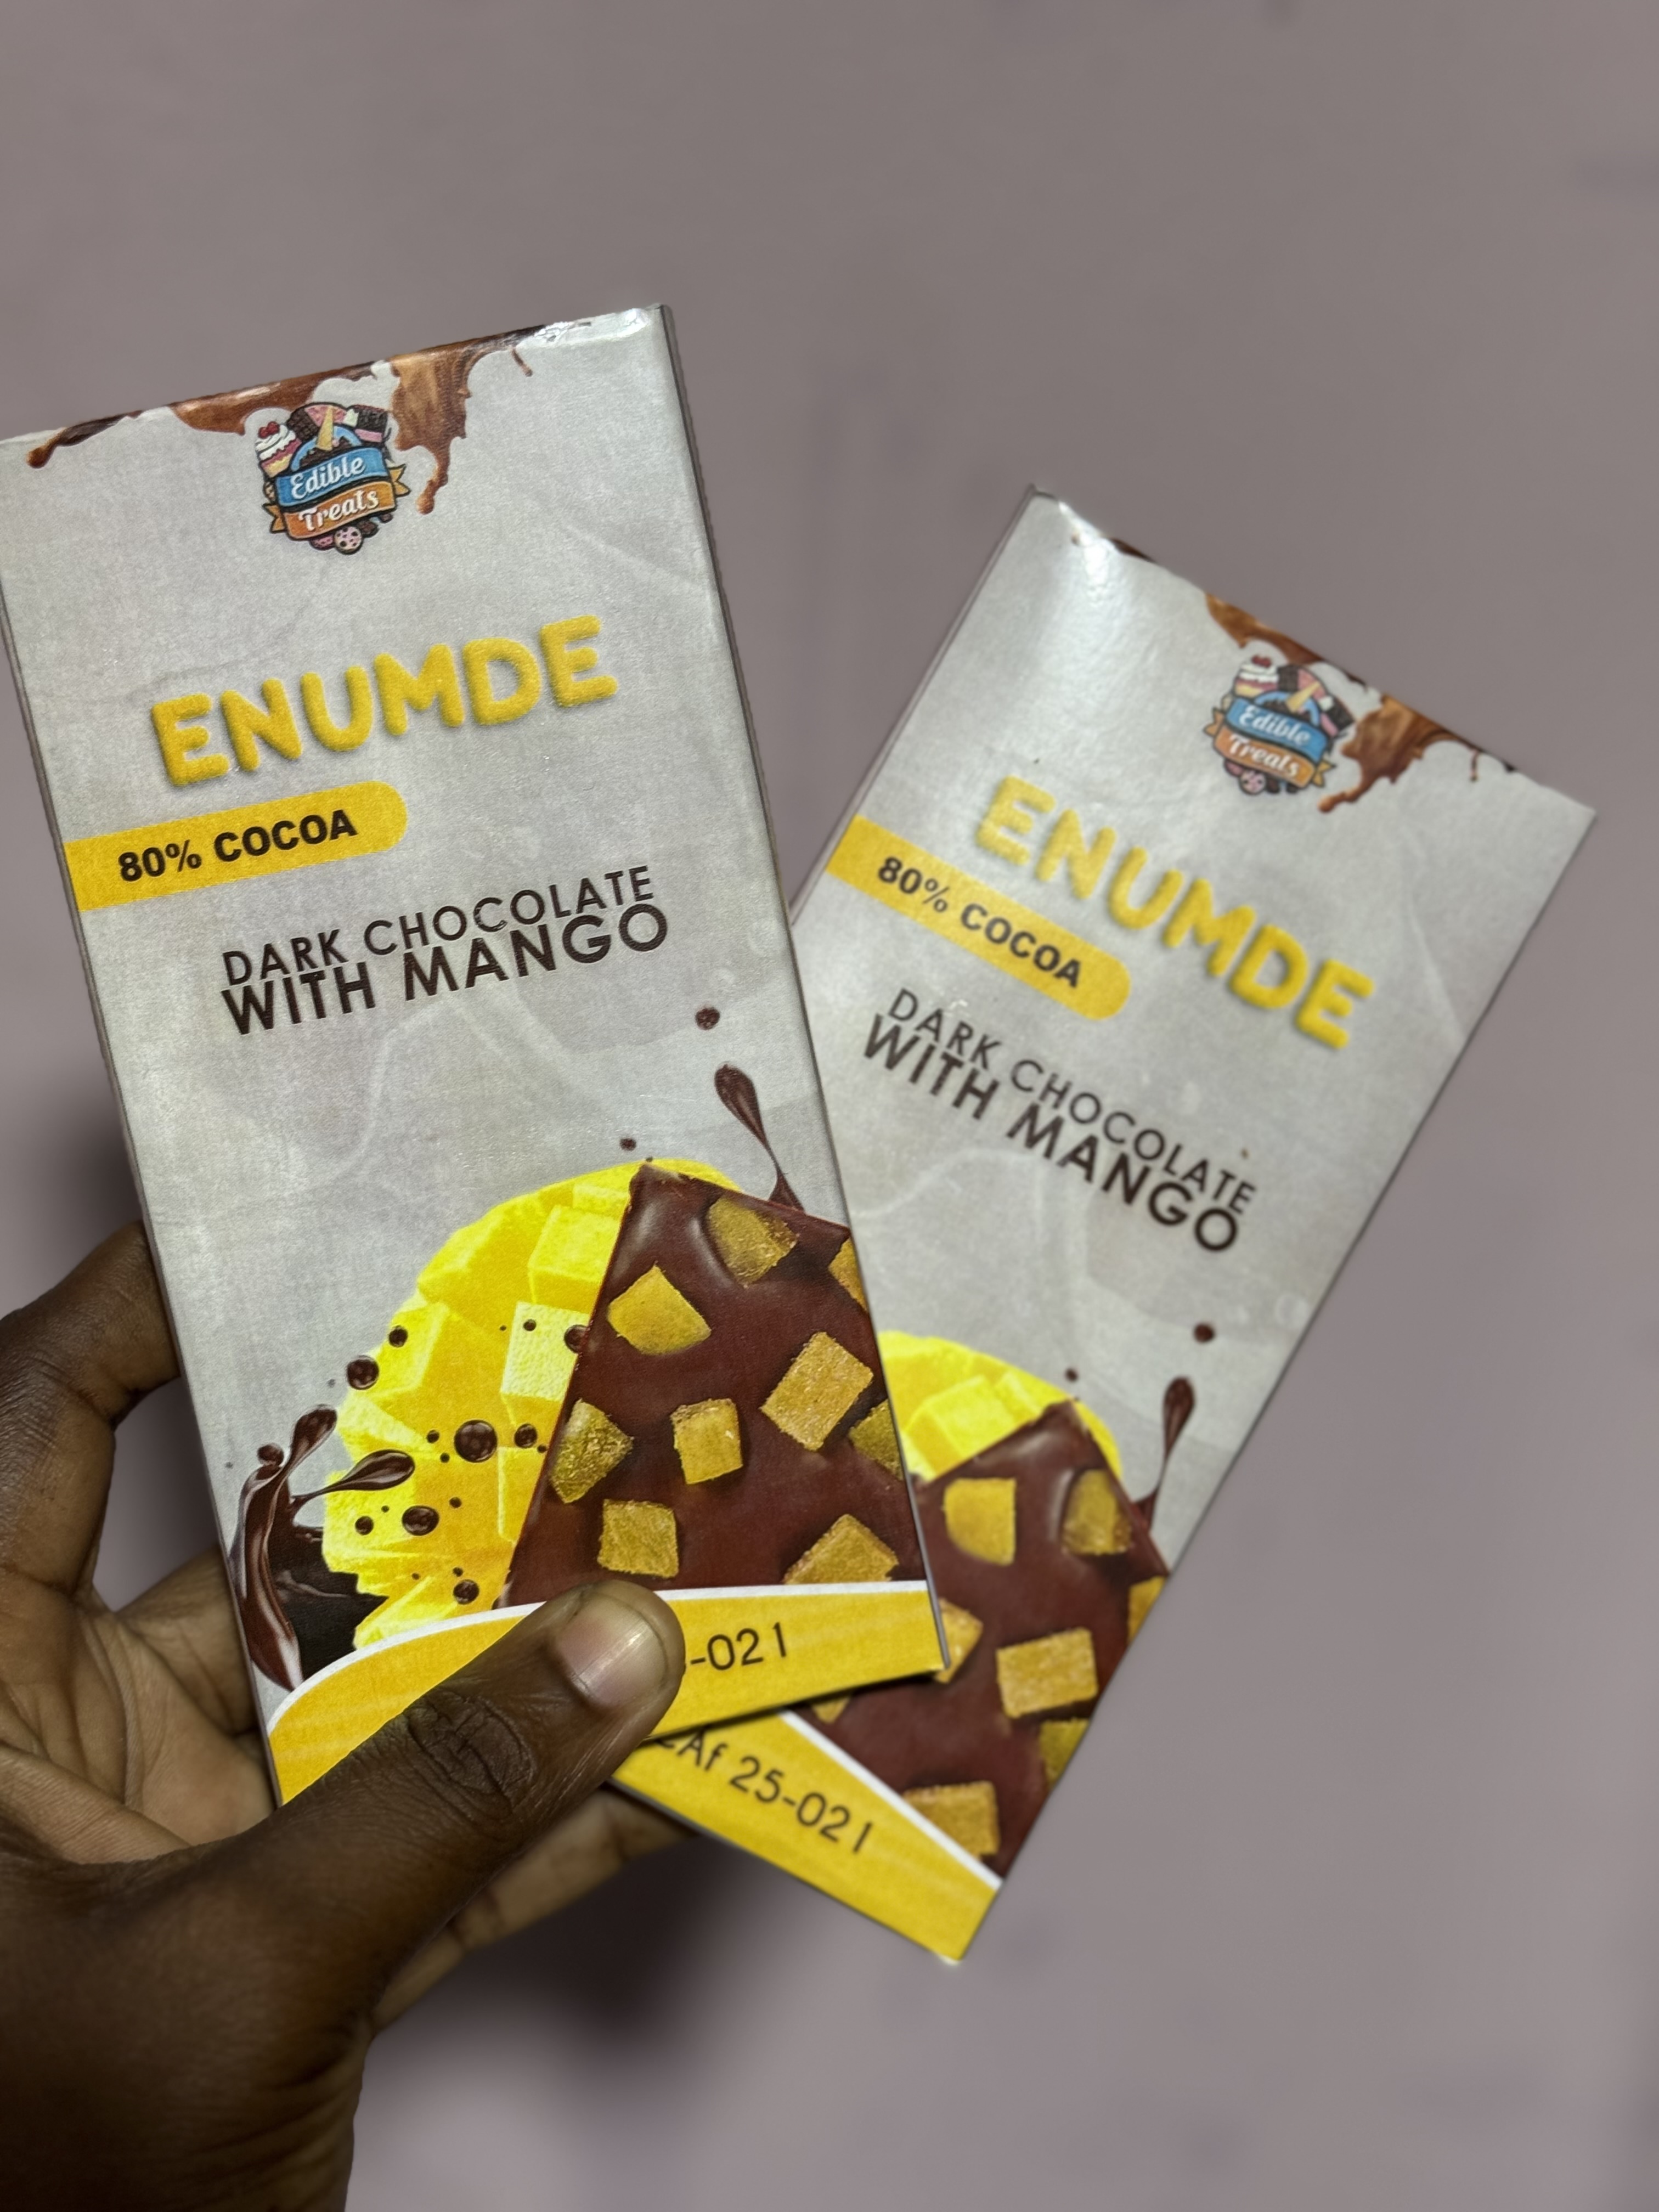 Edible
Treats
ENUMDE
80% COCOA
DARK CHOCOLATE
WITH MANGO
-021
Edible
Treats
ENUMDE
80% COCOA
DARK CHOCOLATE
WITH MANGO
25-021